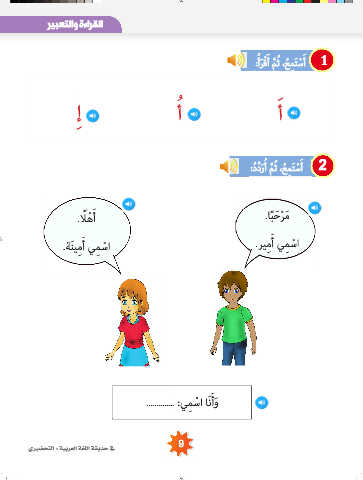 القراءة والتعبير
1 أَسْتَمِعُ، ثُمَّ أَقْرَأُ:
أَ أُ إِ
2 أَسْتَمِعُ، ثُمَّ أُرَدِّدُ:
مَرْحَبًا.
اسْمِي أَمِير.
أَهْلًا.
اسْمِي أَمِينَة.
وَأَنَا اسْمِي: ..............
9
في حديقة اللغة العربية - التحضيري